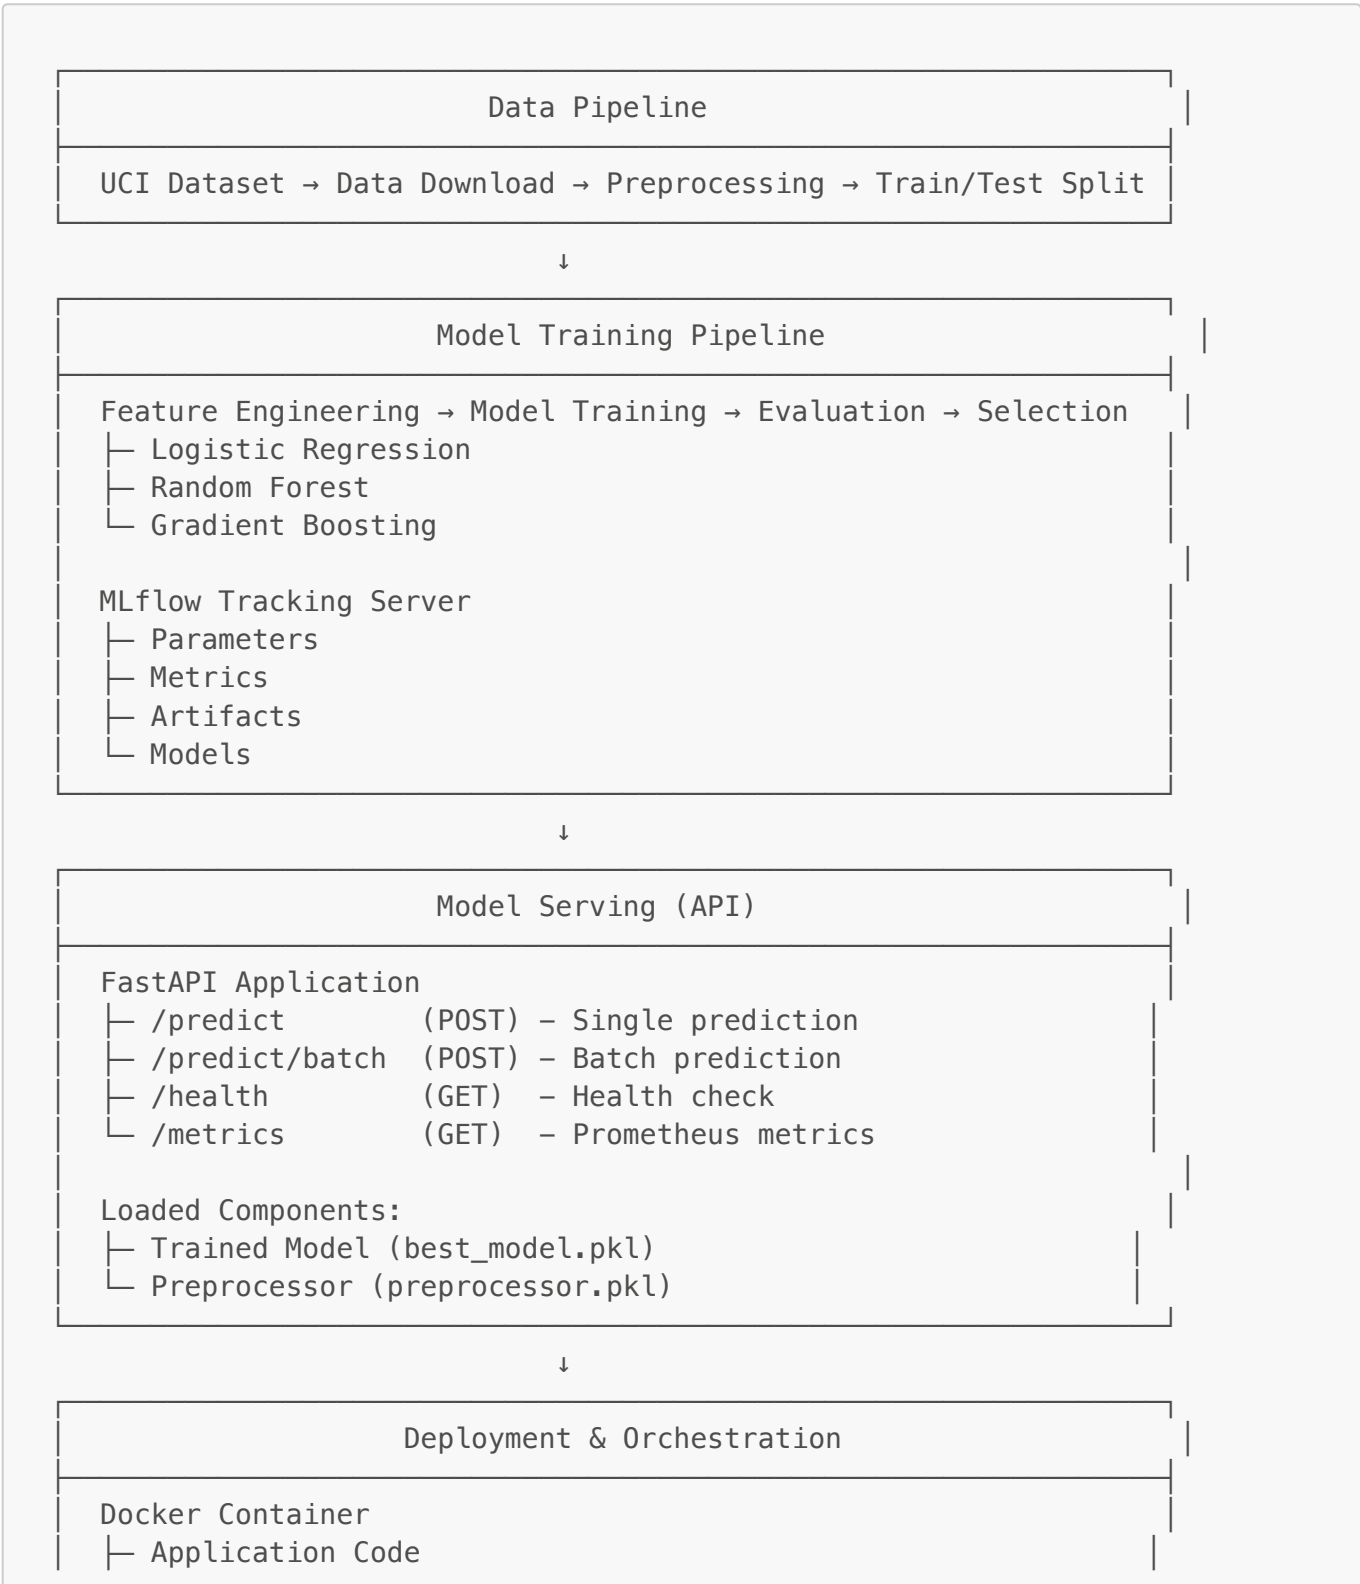 Data Pipeline
UCI Dataset → Data Download → Preprocessing → Train/Test Split
↓
Model Training Pipeline
Feature Engineering → Model Training → Evaluation → Selection
├─ Logistic Regression
├─ Random Forest
└─ Gradient Boosting
MLflow Tracking Server
├─ Parameters
├─ Metrics
├─ Artifacts
└─ Models
↓
Model Serving (API)
FastAPI Application
├─ /predict        (POST) - Single prediction
├─ /predict/batch  (POST) - Batch prediction
├─ /health         (GET)  - Health check
└─ /metrics        (GET)  - Prometheus metrics
Loaded Components:
├─ Trained Model (best_model.pkl)
└─ Preprocessor (preprocessor.pkl)
↓
Deployment & Orchestration
Docker Container
├─ Application Code